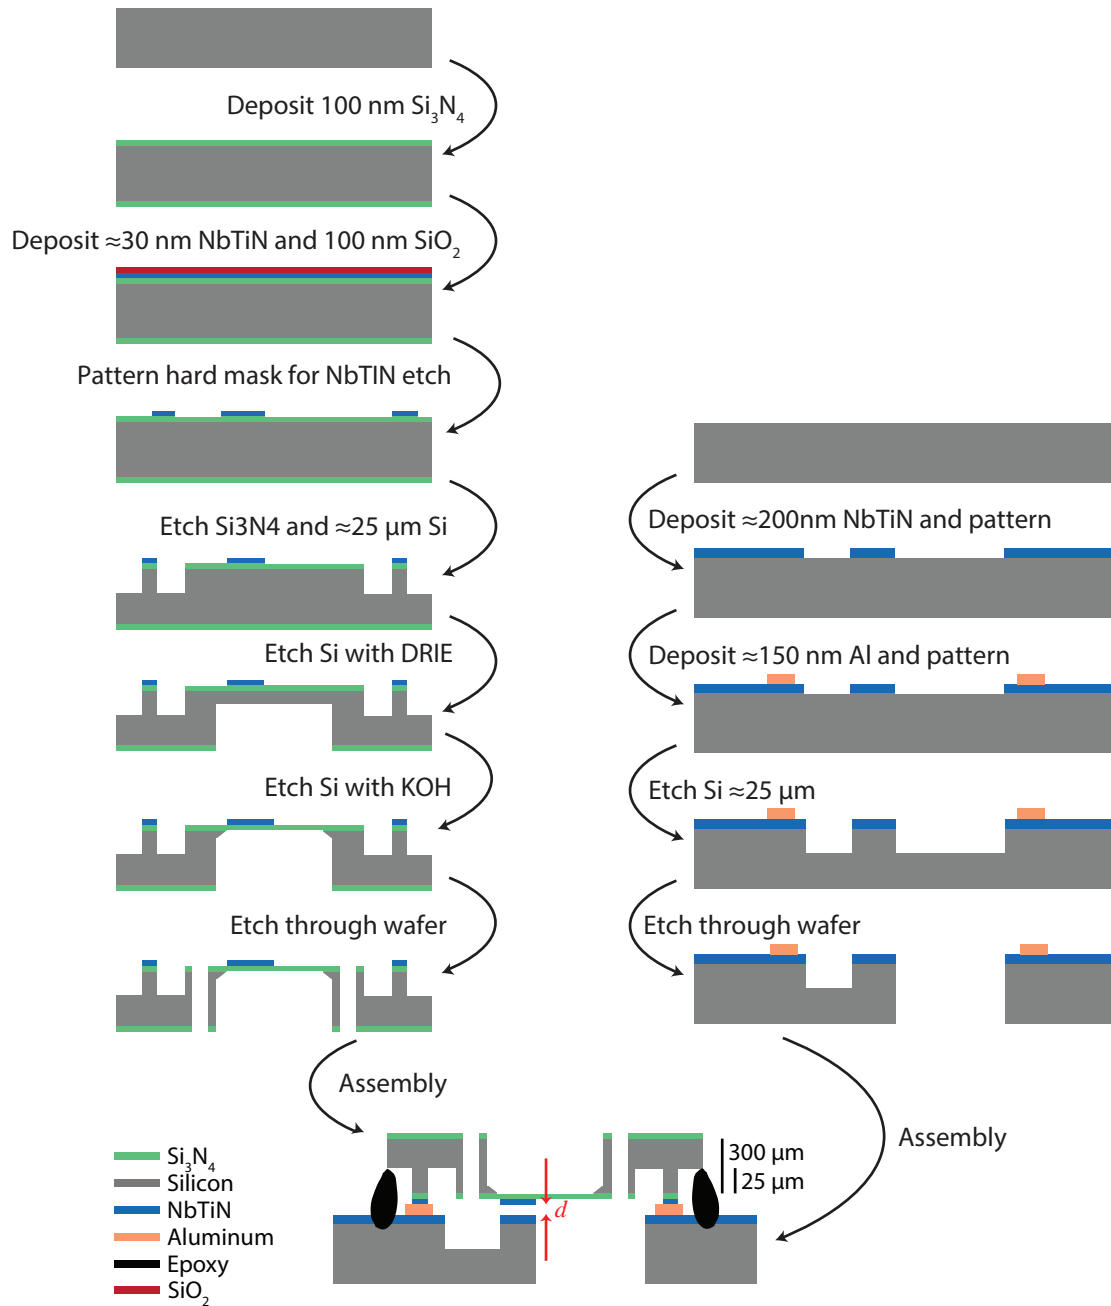 Deposit 100 nm Si₃N₄
Deposit ≈30 nm NbTiN and 100 nm SiO₂
Pattern hard mask for NbTIN etch
Etch Si3N4 and ≈25 µm Si
Etch Si with DRIE
Etch Si with KOH
Etch through wafer
Assembly
Deposit ≈200nm NbTiN and pattern
Deposit ≈150 nm Al and pattern
Etch Si ≈25 µm
Etch through wafer
Assembly
300 µm
25 µm
d
Si₃N₄
Silicon
NbTiN
Aluminum
Epoxy
SiO₂